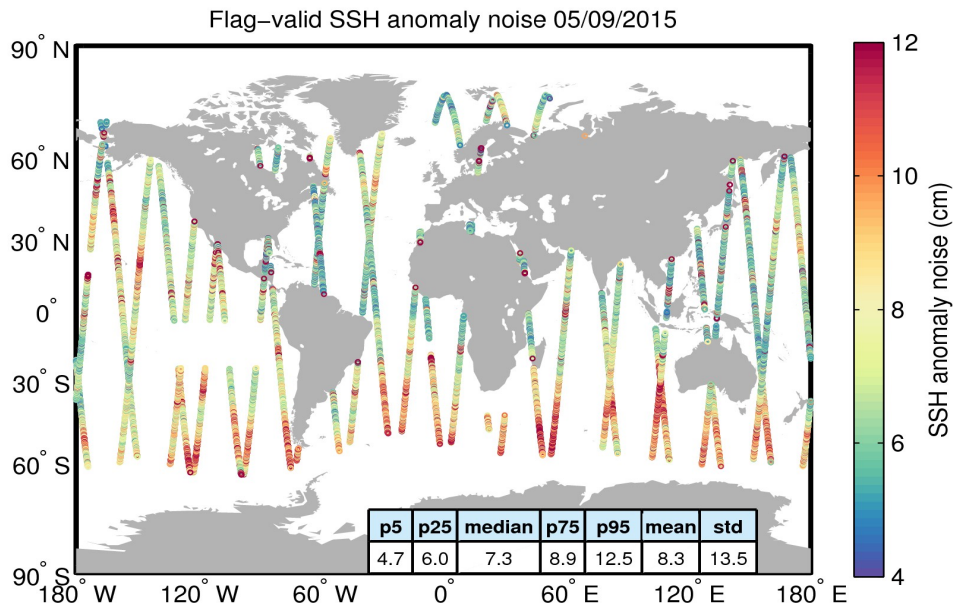 Flag−valid SSH anomaly noise 05/09/2015
90° N
60° N
30° N
0°
30° S
60° S
90° S
180° W 120° W 60° W 0° 60° E 120° E 180° E
p5 p25 median p75 p95 mean std
4.7 6.0 7.3 8.9 12.5 8.3 13.5
12
10
8
6
4
SSH anomaly noise (cm)